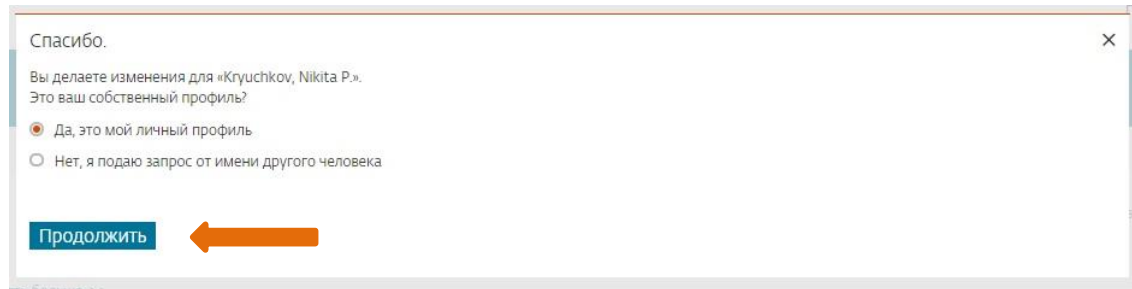 Спасибо.
Вы делаете изменения для «Kryuchkov, Nikita P.».
Это ваш собственный профиль?
Да, это мой личный профиль
Нет, я подаю запрос от имени другого человека
Продолжить